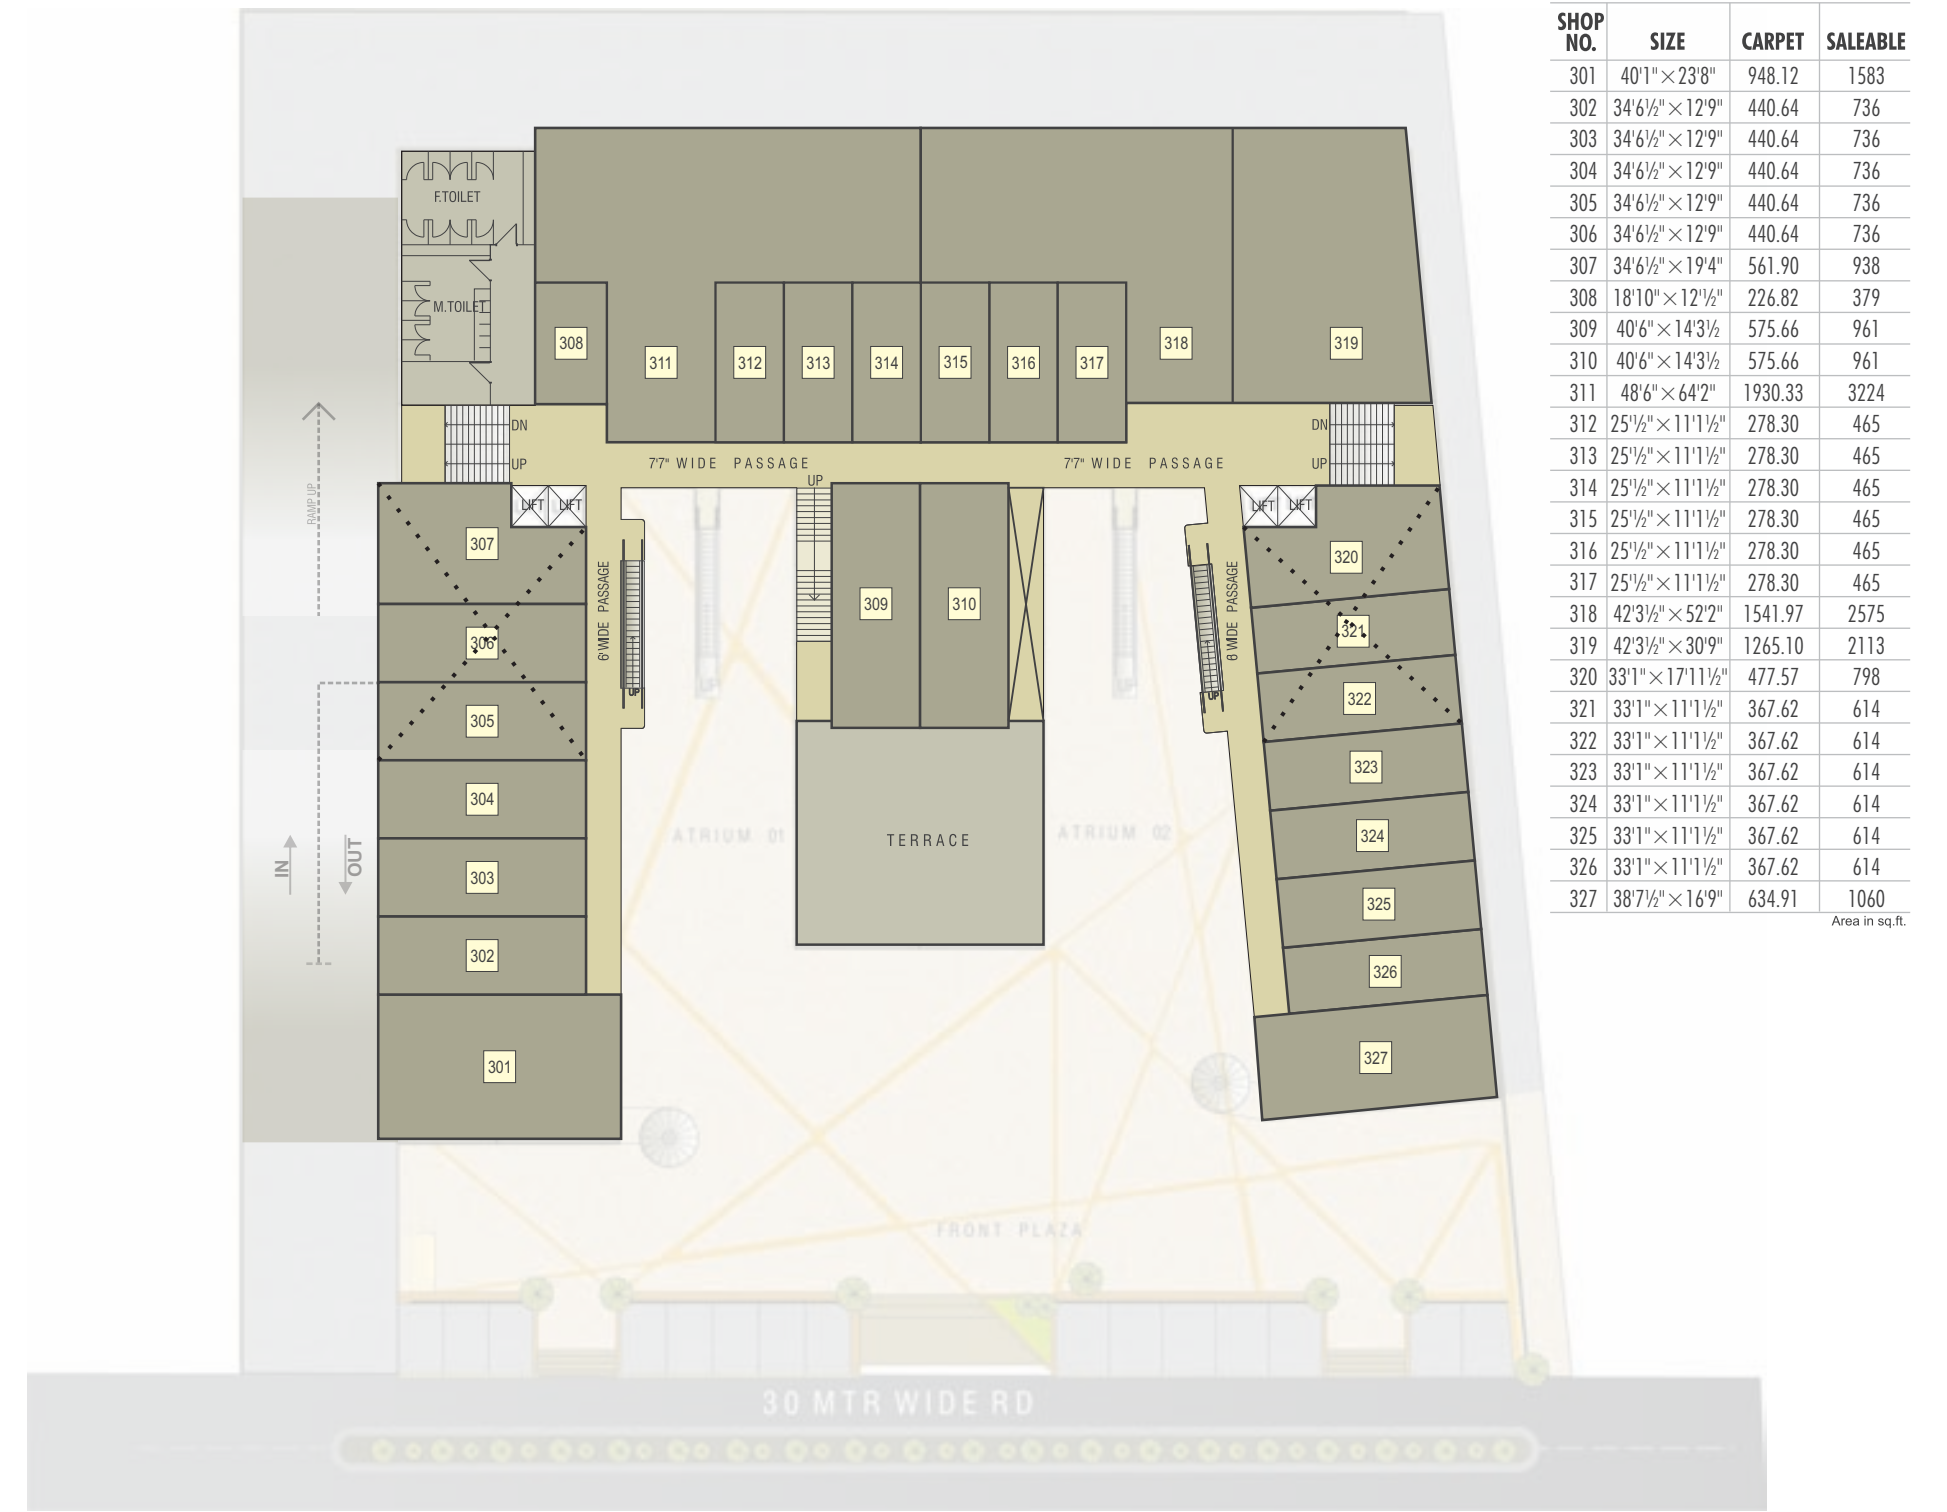 SHOP NO. SIZE CARPET SALEABLE
301 40'1"×23'8" 948.12 1583
302 34'6½"×12'9" 440.64 736
303 34'6½"×12'9" 440.64 736
304 34'6½"×12'9" 440.64 736
305 34'6½"×12'9" 440.64 736
306 34'6½"×12'9" 440.64 736
307 34'6½"×19'4" 561.90 938
308 18'10"×12'½" 226.82 379
309 40'6"×14'3½ 575.66 961
310 40'6"×14'3½ 575.66 961
311 48'6"×64'2" 1930.33 3224
312 25'½"×11'1½" 278.30 465
313 25'½"×11'1½" 278.30 465
314 25'½"×11'1½" 278.30 465
315 25'½"×11'1½" 278.30 465
316 25'½"×11'1½" 278.30 465
317 25'½"×11'1½" 278.30 465
318 42'3½"×52'2" 1541.97 2575
319 42'3½"×30'9" 1265.10 2113
320 33'1"×17'11½" 477.57 798
321 33'1"×11'1½" 367.62 614
322 33'1"×11'1½" 367.62 614
323 33'1"×11'1½" 367.62 614
324 33'1"×11'1½" 367.62 614
325 33'1"×11'1½" 367.62 614
326 33'1"×11'1½" 367.62 614
327 38'7½"×16'9" 634.91 1060
Area in sq.ft.
F.TOILET
M.TOILET
308
311
312
313
314
315
316
317
318
319
DN
UP
7'7" WIDE PASSAGE
UP
7'7" WIDE PASSAGE
DN
UP
RAMP UP
LIFT LIFT
LIFT LIFT
307
306
305
304
303
302
301
6'WIDE PASSAGE
UP
309
310
UP
UP
6 WIDE PASSAGE
UP
320
321
322
323
324
325
326
327
ATRIUM 01
TERRACE
ATRIUM 02
IN
OUT
FRONT PLAZA
30 MTR WIDE RD